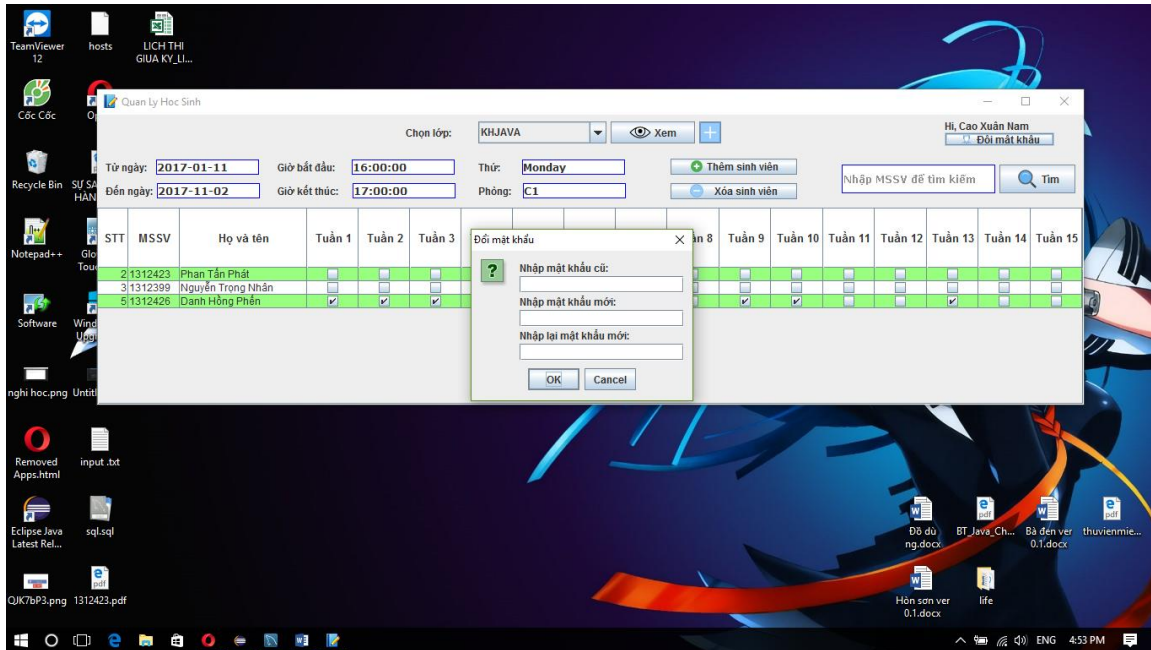 TeamViewer 12
hosts
LICH THI GIUA KY_LI...
Cốc Cốc
Recycle Bin
Notepad++
Software
nghi hoc.png
Removed Apps.html
input .txt
Eclipse Java Latest Rel...
sql.sql
QJK7bP3.png
1312423.pdf
Quan Ly Hoc Sinh
Chọn lớp:
KHJAVA
Xem
Hi, Cao Xuân Nam
Đổi mât khẩu
Từ ngày: 2017-01-11
Giờ bắt đầu: 16:00:00
Thứ: Monday
Thêm sinh viên
Đến ngày: 2017-11-02
Giờ kết thúc: 17:00:00
Phòng: C1
Xóa sinh viên
Nhập MSSV để tìm kiếm
Tìm
STT MSSV Họ và tên Tuần 1 Tuần 2 Tuần 3 ần 8 Tuần 9 Tuần 10 Tuần 11 Tuần 12 Tuần 13 Tuần 14 Tuần 15
2 1312423 Phan Tấn Phát
3 1312399 Nguyễn Trọng Nhân
5 1312426 Danh Hồng Phến
Đổi mật khẩu
Nhập mật khẩu cũ:
Nhập mật khẩu mới:
Nhập lại mật khẩu mới:
OK
Cancel
Đồ dù ng.docx
BT_Java_Ch...
Bà đen ver 0.1.docx
thuvienmie...
Hòn sơn ver 0.1.docx
life
ENG
4:53 PM